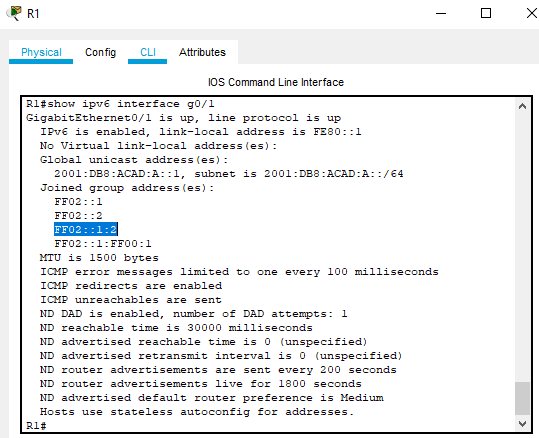 R1
Physical Config CLI Attributes
IOS Command Line Interface
R1#show ipv6 interface g0/1
GigabitEthernet0/1 is up, line protocol is up
IPv6 is enabled, link-local address is FE80::1
No Virtual link-local address(es):
Global unicast address(es):
2001:DB8:ACAD:A::1, subnet is 2001:DB8:ACAD:A::/64
Joined group address(es):
FF02::1
FF02::2
FF02::1:2
FF02::1:FF00:1
MTU is 1500 bytes
ICMP error messages limited to one every 100 milliseconds
ICMP redirects are enabled
ICMP unreachables are sent
ND DAD is enabled, number of DAD attempts: 1
ND reachable time is 30000 milliseconds
ND advertised reachable time is 0 (unspecified)
ND advertised retransmit interval is 0 (unspecified)
ND router advertisements are sent every 200 seconds
ND router advertisements live for 1800 seconds
ND advertised default router preference is Medium
Hosts use stateless autoconfig for addresses.
R1#